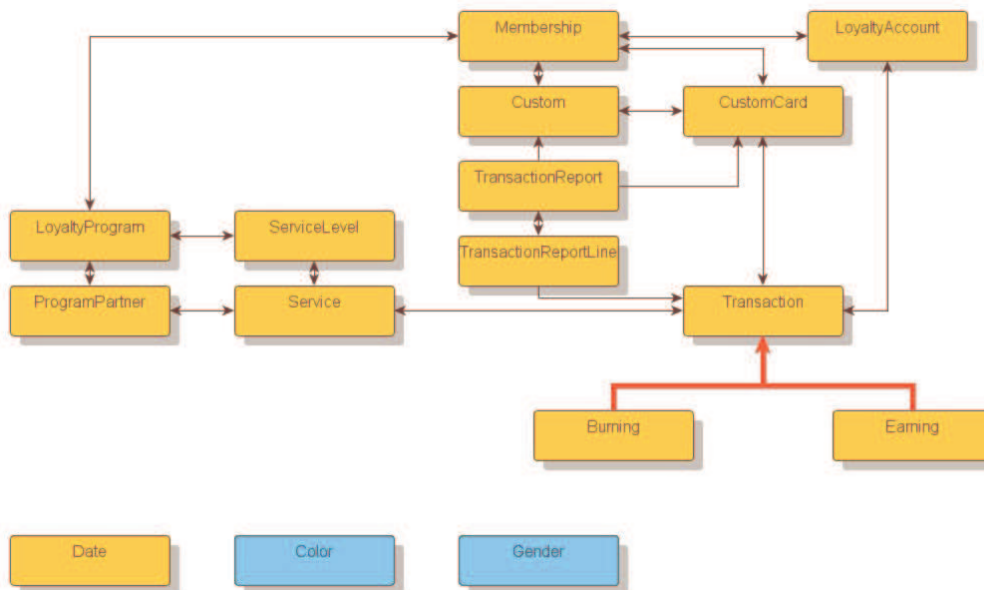 Membership
LoyaltyAccount
Custom
CustomCard
TransactionReport
LoyaltyProgram
ServiceLevel
TransactionReportLine
ProgramPartner
Service
Transaction
Burning
Earning
Date
Color
Gender